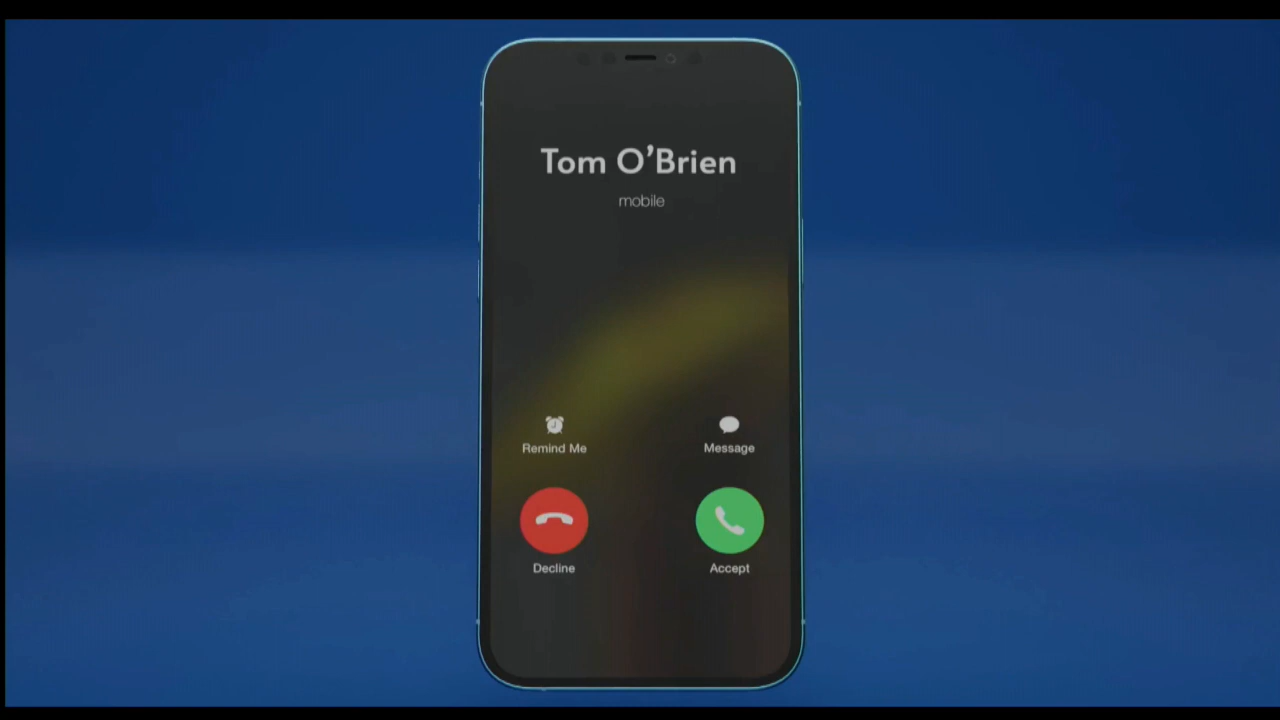 Tom O’Brien
mobile
Remind Me
Message
Decline
Accept